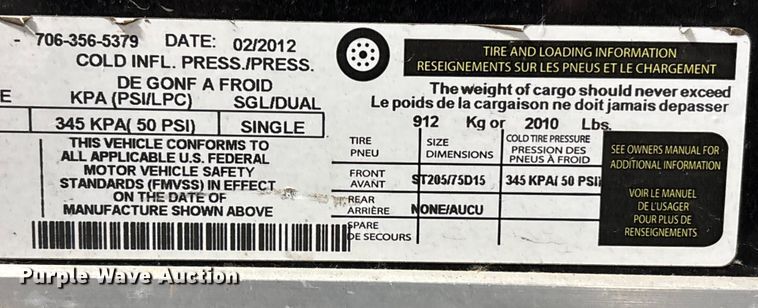 - 706-356-5379 DATE: 02/2012
COLD INFL. PRESS./PRESS.
DE GONF A FROID
E KPA (PSI/LPC) SGL/DUAL
345 KPA( 50 PSI) SINGLE
THIS VEHICLE CONFORMS TO
ALL APPLICABLE U.S. FEDERAL
MOTOR VEHICLE SAFETY
STANDARDS (FMVSS) IN EFFECT
ON THE DATE OF
MANUFACTURE SHOWN ABOVE
TIRE AND LOADING INFORMATION
RESEIGNEMENTS SUR LES PNEUS ET LE CHARGEMENT
The weight of cargo should never exceed
Le poids de la cargaison ne doit jamais depasser
912 Kg or 2010 Lbs.
TIRE
PNEU
SIZE
DIMENSIONS
COLD TIRE PRESSURE
PRESSION DES
PNEUS À FROID
FRONT
AVANT
ST205/75D15
345 KPA( 50 PSI)
REAR
ARRIÈRE
NONE/AUCU
SPARE
DE SECOURS
SEE OWNERS MANUAL FOR
ADDITIONAL INFORMATION
VOIR LE MANUEL
DE L'USAGER
POUR PLUS DE
RENSEIGNEMENTS
Purple Wave Auction